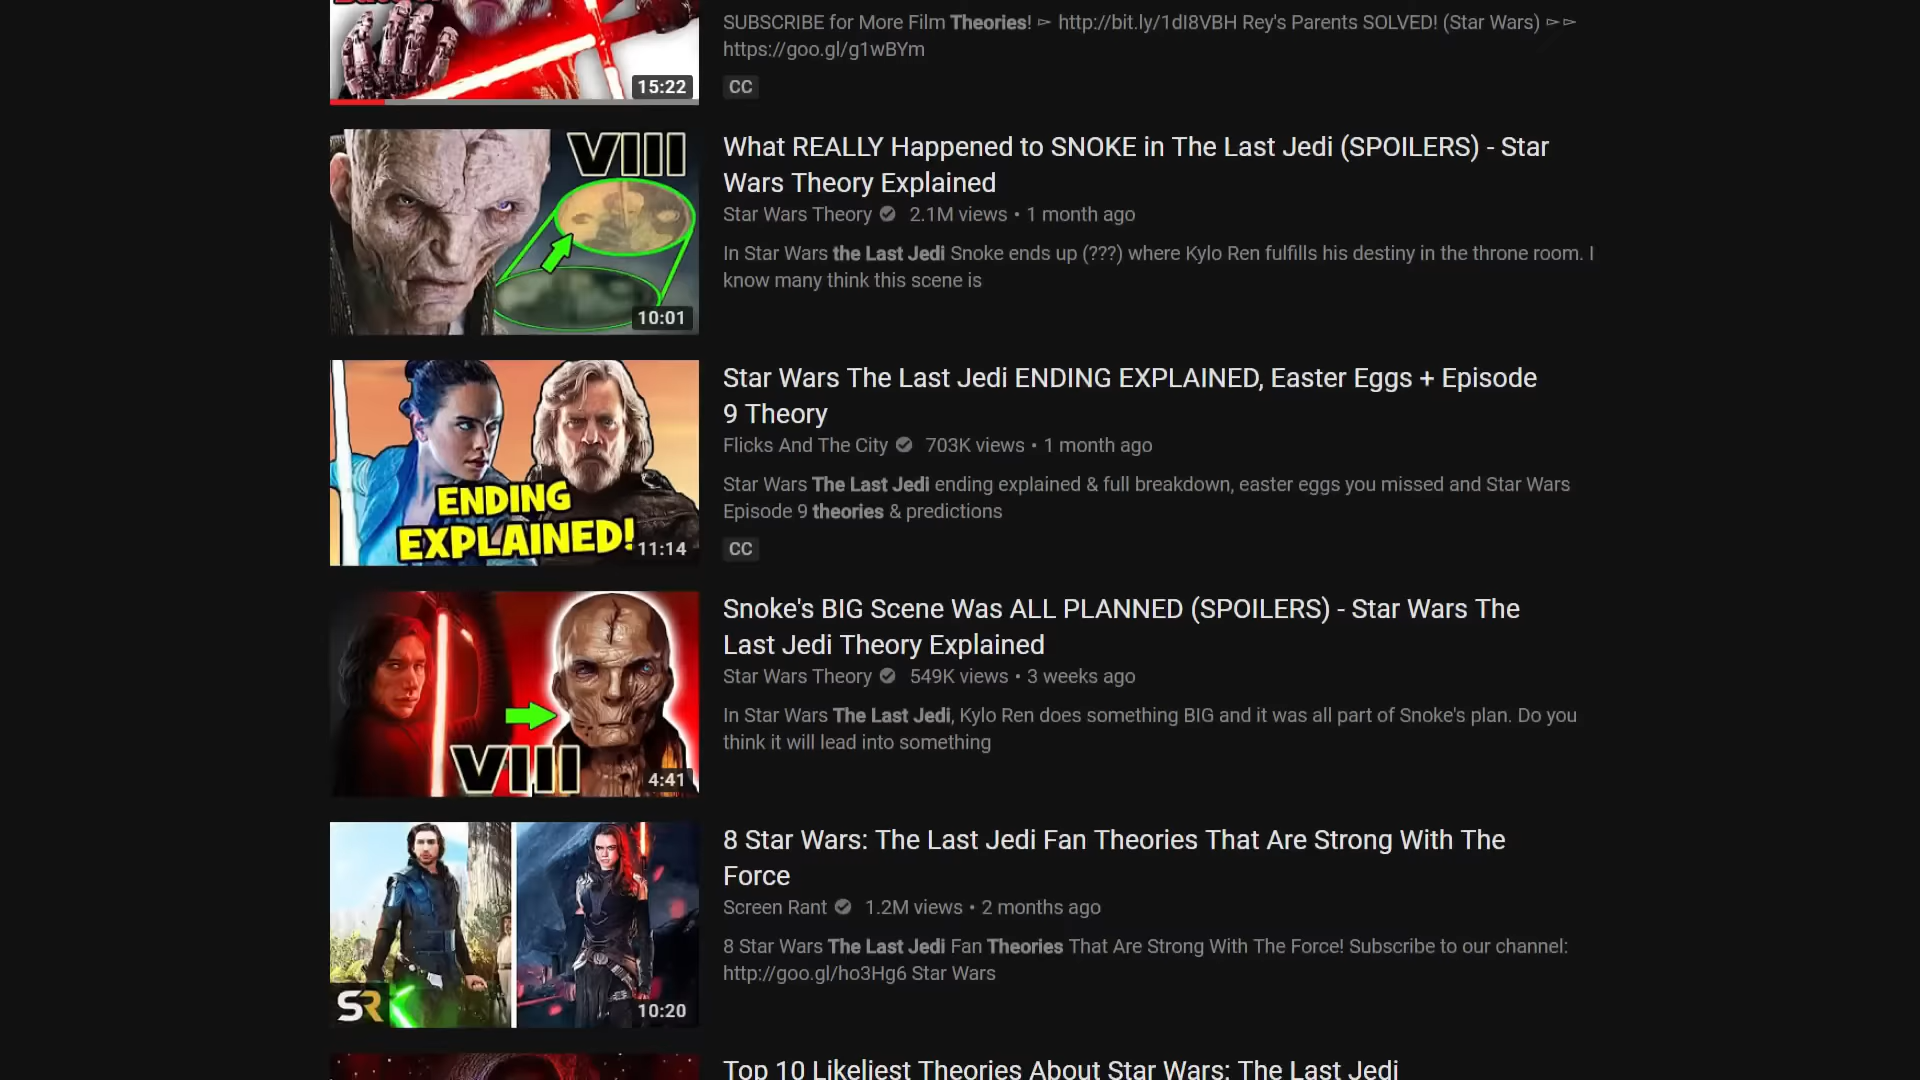 SUBSCRIBE for More Film Theories! ➣ http://bit.ly/1dI8VBH Rey's Parents SOLVED! (Star Wars) ➣➣
https://goo.gl/g1wBYm
15:22
CC
VIII
10:01
What REALLY Happened to SNOKE in The Last Jedi (SPOILERS) - Star
Wars Theory Explained
Star Wars Theory 2.1M views • 1 month ago
In Star Wars the Last Jedi Snoke ends up (???) where Kylo Ren fulfills his destiny in the throne room. I
know many think this scene is
ENDING
EXPLAINED!
11:14
Star Wars The Last Jedi ENDING EXPLAINED, Easter Eggs + Episode
9 Theory
Flicks And The City 703K views • 1 month ago
Star Wars The Last Jedi ending explained & full breakdown, easter eggs you missed and Star Wars
Episode 9 theories & predictions
CC
VIII
4:41
Snoke's BIG Scene Was ALL PLANNED (SPOILERS) - Star Wars The
Last Jedi Theory Explained
Star Wars Theory 549K views • 3 weeks ago
In Star Wars The Last Jedi, Kylo Ren does something BIG and it was all part of Snoke's plan. Do you
think it will lead into something
SR
10:20
8 Star Wars: The Last Jedi Fan Theories That Are Strong With The
Force
Screen Rant 1.2M views • 2 months ago
8 Star Wars The Last Jedi Fan Theories That Are Strong With The Force! Subscribe to our channel:
http://goo.gl/ho3Hg6 Star Wars
Top 10 Likeliest Theories About Star Wars: The Last Jedi